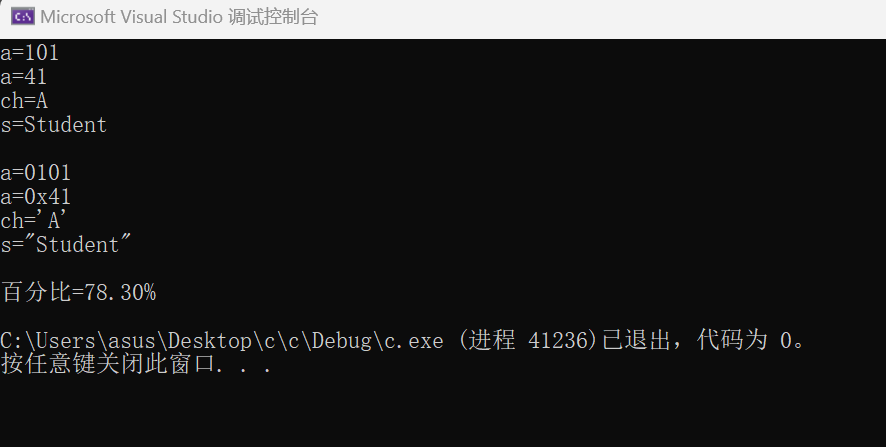 Microsoft Visual Studio 调试控制台
a=101
a=41
ch=A
s=Student
a=0101
a=0x41
ch='A'
s="Student"
百分比=78.30%
C:\Users\asus\Desktop\c\c\Debug\c.exe (进程 41236)已退出，代码为 0。
按任意键关闭此窗口. . .